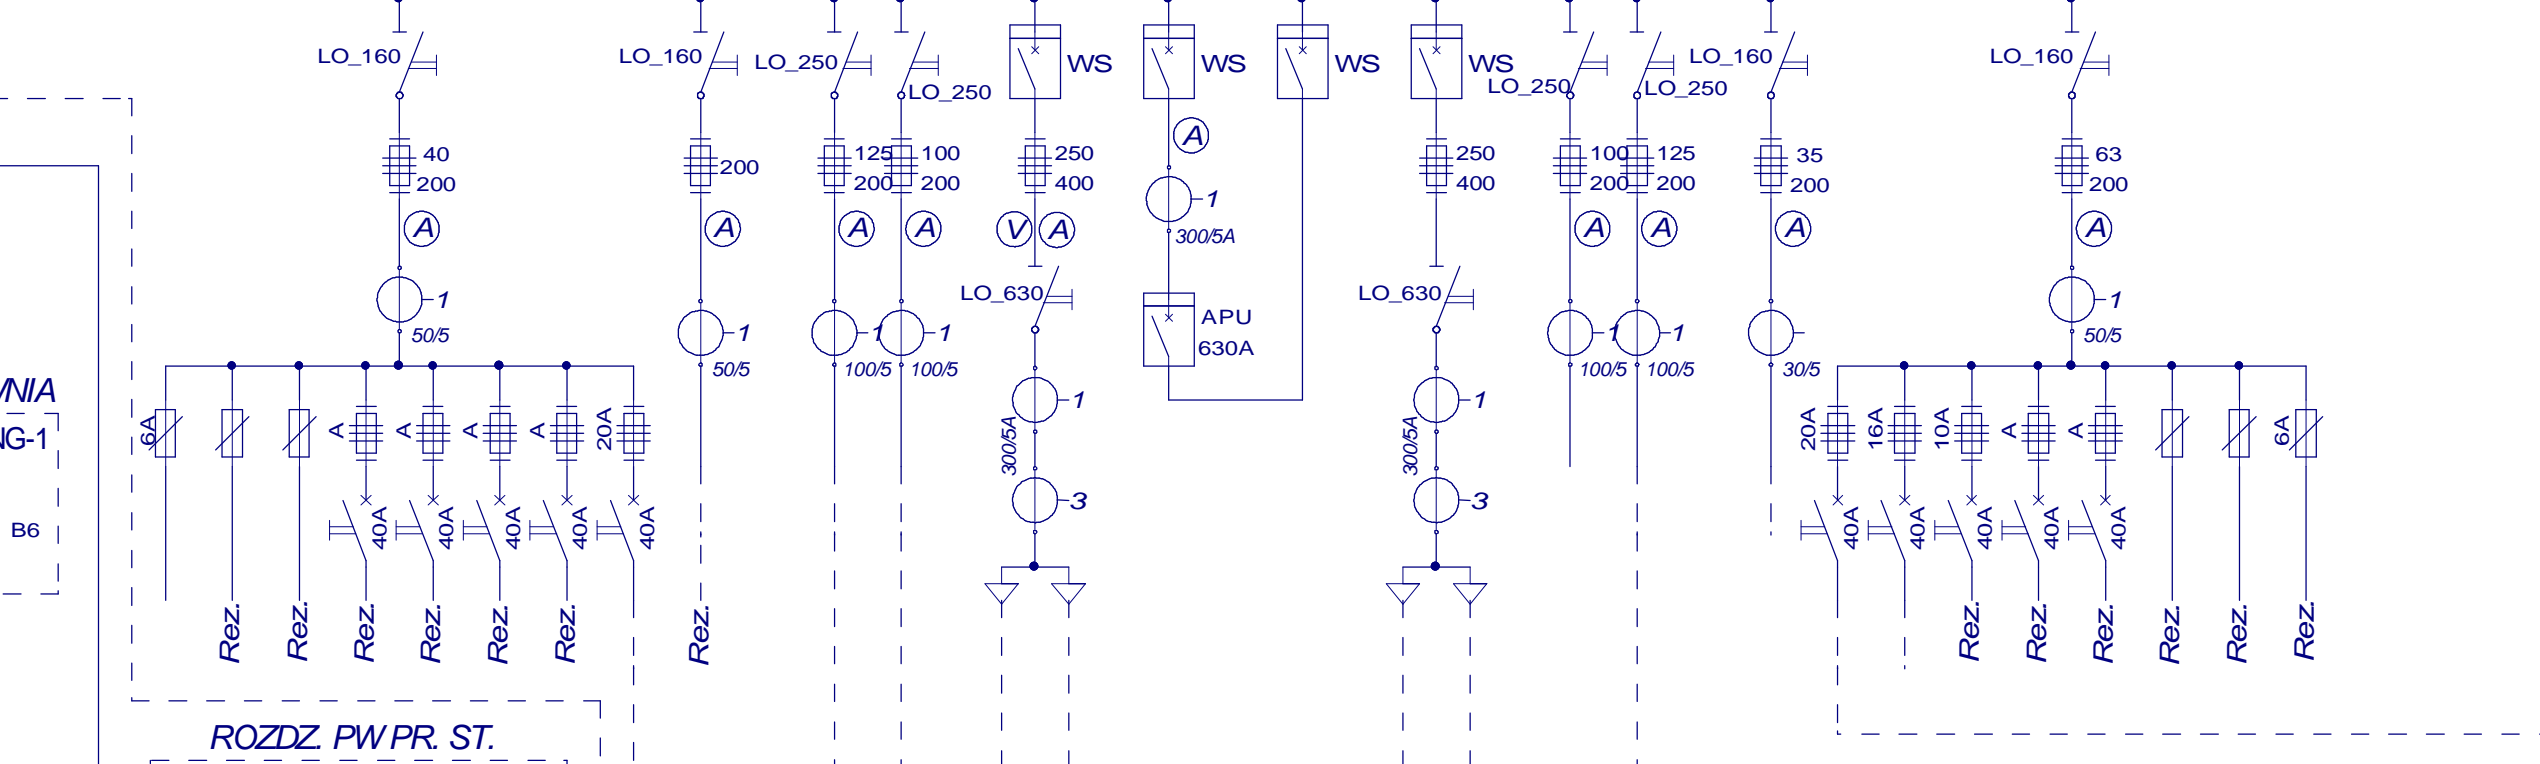 LO_160
LO_160
LO_250
LO_250
WS
WS
WS
WS
LO_250
LO_250
LO_160
LO_160
40
200
200
125
200
100
200
250
400
A
250
400
100
200
125
200
35
200
63
200
A
A
A
A
V
A
1
300/5A
A
A
A
A
1
50/5
1
50/5
1
100/5
1
100/5
LO_630
APU
630A
LO_630
1
100/5
1
100/5
30/5
1
50/5
1
300/5A
1
300/5A
6A
A
A
A
A
20A
20A
16A
10A
A
A
6A
NG-1
B6
40A
40A
40A
40A
40A
3
3
40A
40A
40A
40A
40A
Rez.
Rez.
Rez.
Rez.
Rez.
Rez.
Rez.
Rez.
Rez.
Rez.
Rez.
Rez.
Rez.
ROZDZ. PW PR. ST.